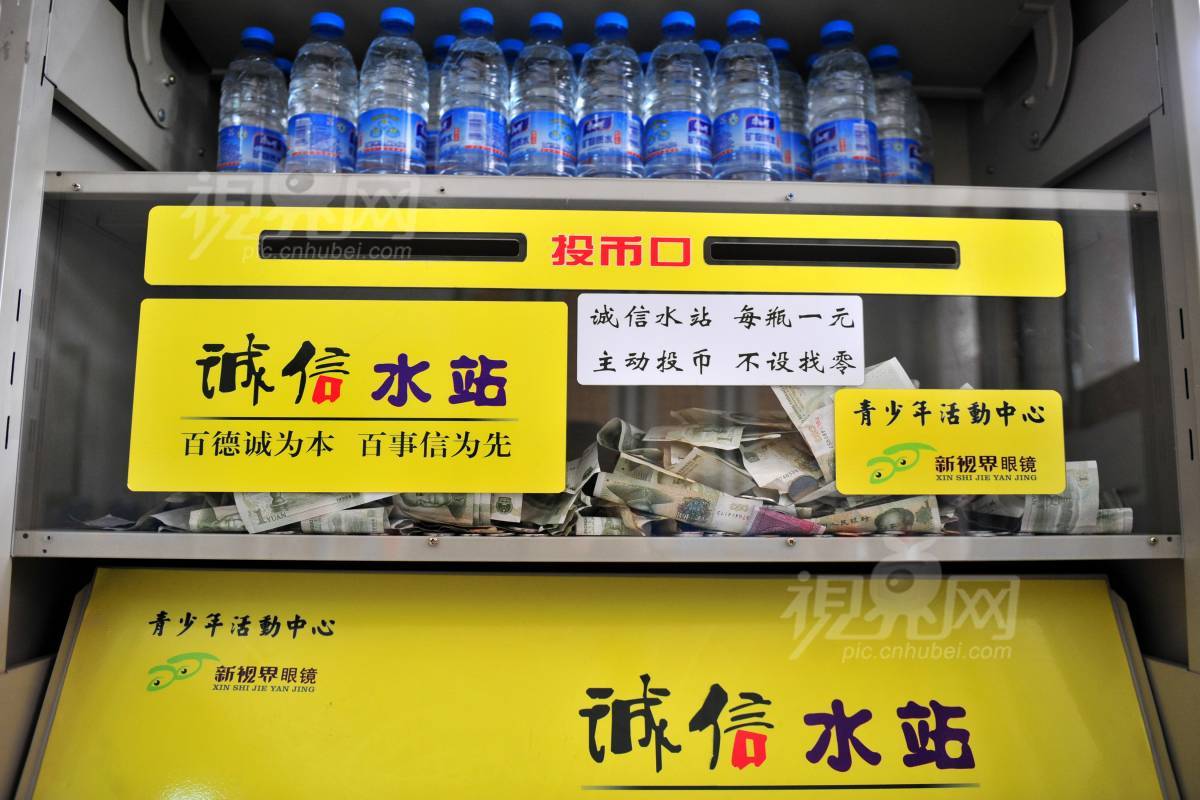 視界网
pic.cnhubei.com
投币口
诚信水站
百德诚为本 百事信为先
诚信水站 每瓶一元
主动投币 不设找零
青少年活動中心
新视界眼镜
XIN SHI JIE YAN JING
YUAN
青少年活動中心
新视界眼镜
XIN SHI JIE YAN JING
視界网
pic.cnhubei.com
诚信水站